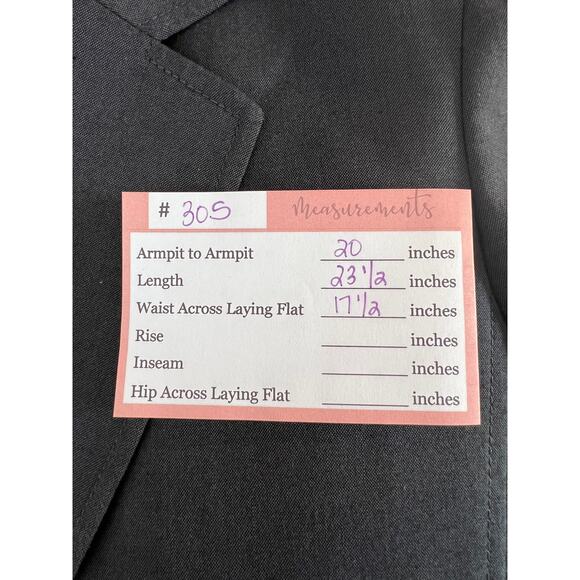 # 305 Measurements
Armpit to Armpit 20 inches
Length 23 1/2 inches
Waist Across Laying Flat 17 1/2 inches
Rise inches
Inseam inches
Hip Across Laying Flat inches